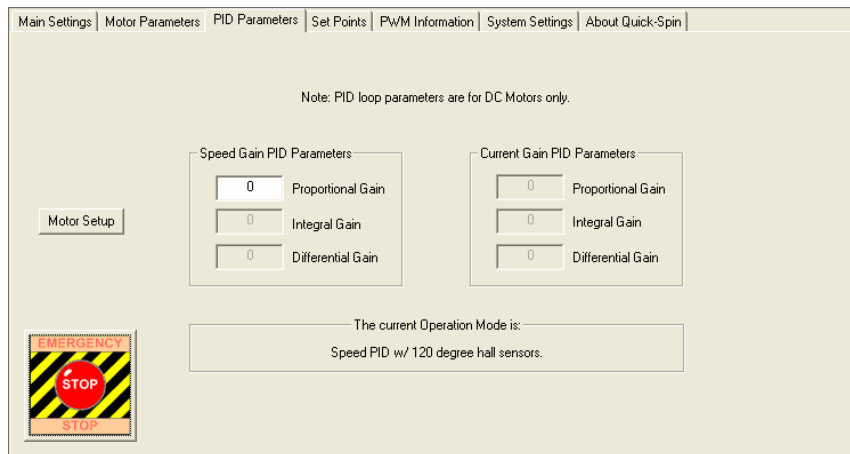 Main Settings Motor Parameters PID Parameters Set Points PWM Information System Settings About Quick-Spin
Note: PID loop parameters are for DC Motors only.
Speed Gain PID Parameters
0 Proportional Gain
0 Integral Gain
0 Differential Gain
Current Gain PID Parameters
0 Proportional Gain
0 Integral Gain
0 Differential Gain
Motor Setup
The current Operation Mode is:
Speed PID w/ 120 degree hall sensors.
EMERGENCY
STOP
STOP